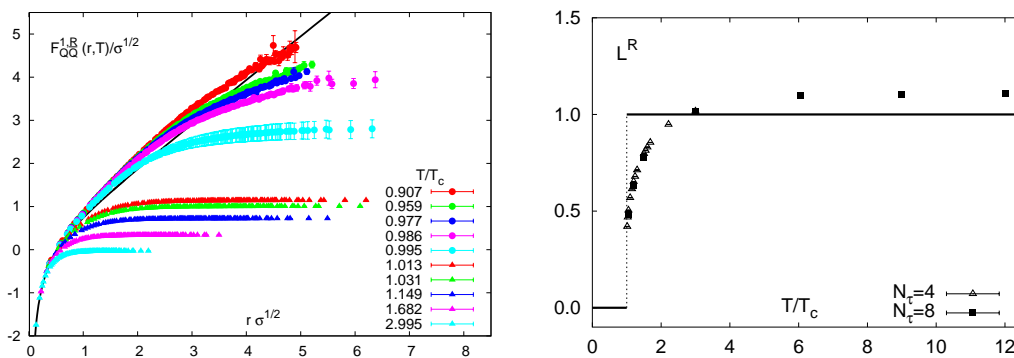 5
4
3
2
1
0
-1
-2
F_QQ^1,R (r,T)/σ^1/2
T/T_c
0.907
0.959
0.977
0.986
0.995
1.013
1.031
1.149
1.682
2.995
r σ^1/2
0 1 2 3 4 5 6 7 8
1.5
1.0
0.5
0.0
L^R
N_τ=4
N_τ=8
T/T_c
0 2 4 6 8 10 12